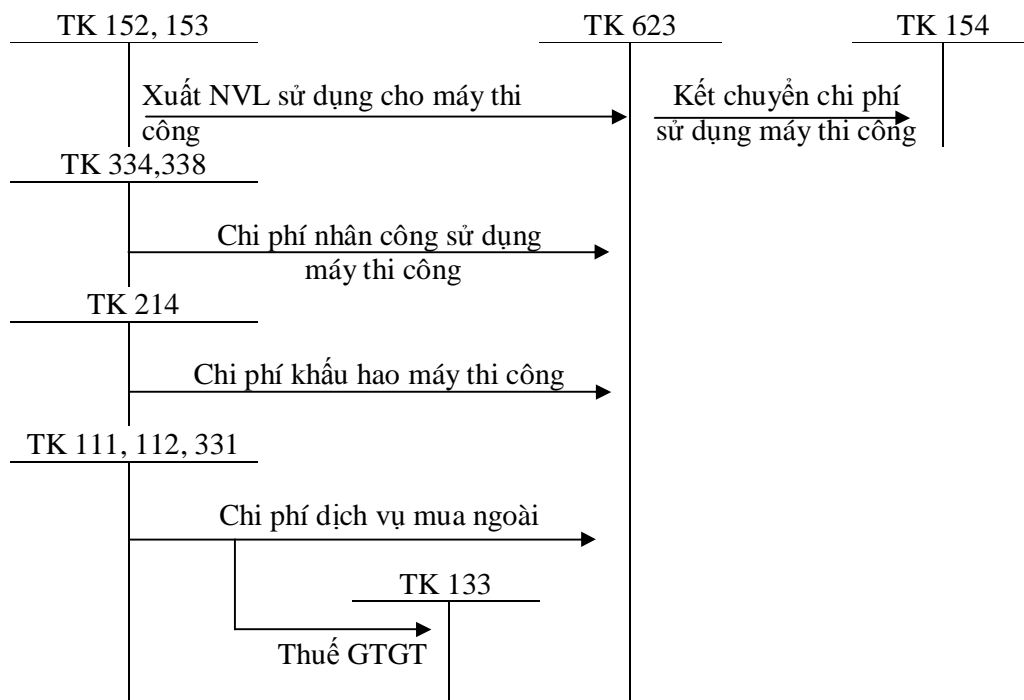 TK 152, 153
TK 623
TK 154
Xuất NVL sử dụng cho máy thi
công
Kết chuyển chi phí
sử dụng máy thi công
TK 334,338
Chi phí nhân công sử dụng
máy thi công
TK 214
Chi phí khấu hao máy thi công
TK 111, 112, 331
Chi phí dịch vụ mua ngoài
TK 133
Thuế GTGT